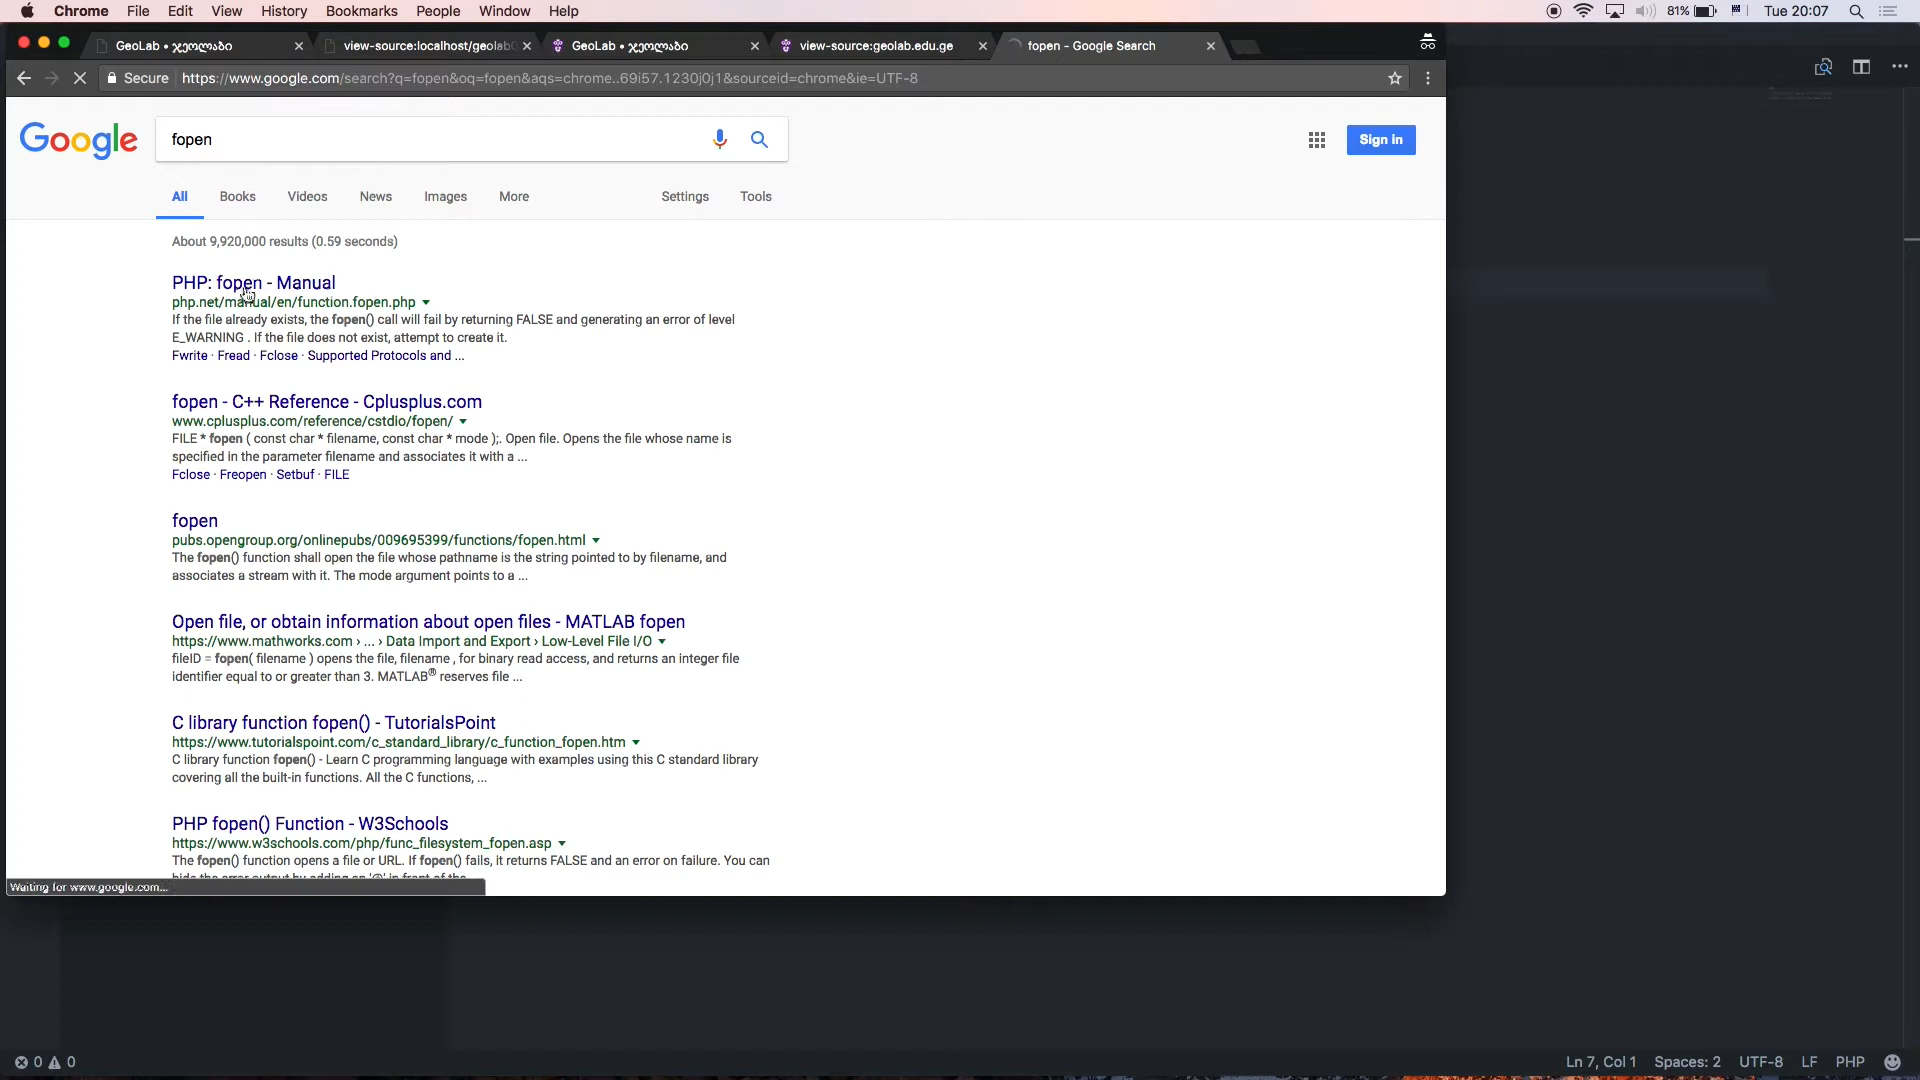 Chrome File Edit View History Bookmarks People Window Help 81% Tue 20:07
GeoLab • ჯეოლაბი view-source:localhost/geolab GeoLab • ჯეოლაბი view-source:geolab.edu.ge fopen - Google Search
Secure https://www.google.com/search?q=fopen&oq=fopen&aqs=chrome..69i57.1230j0j1&sourceid=chrome&ie=UTF-8
Google fopen Sign in
All Books Videos News Images More Settings Tools
About 9,920,000 results (0.59 seconds)
PHP: fopen - Manual
php.net/manual/en/function.fopen.php
If the file already exists, the fopen() call will fail by returning FALSE and generating an error of level
E_WARNING . If the file does not exist, attempt to create it.
Fwrite · Fread · Fclose · Supported Protocols and ...
fopen - C++ Reference - Cplusplus.com
www.cplusplus.com/reference/cstdio/fopen/
FILE * fopen ( const char * filename, const char * mode );. Open file. Opens the file whose name is
specified in the parameter filename and associates it with a ...
Fclose · Freopen · Setbuf · FILE
fopen
pubs.opengroup.org/onlinepubs/009695399/functions/fopen.html
The fopen() function shall open the file whose pathname is the string pointed to by filename, and
associates a stream with it. The mode argument points to a ...
Open file, or obtain information about open files - MATLAB fopen
https://www.mathworks.com › ... › Data Import and Export › Low-Level File I/O
fileID = fopen( filename ) opens the file, filename , for binary read access, and returns an integer file
identifier equal to or greater than 3. MATLAB® reserves file ...
C library function fopen() - TutorialsPoint
https://www.tutorialspoint.com/c_standard_library/c_function_fopen.htm
C library function fopen() - Learn C programming language with examples using this C standard library
covering all the built-in functions. All the C functions, ...
PHP fopen() Function - W3Schools
https://www.w3schools.com/php/func_filesystem_fopen.asp
The fopen() function opens a file or URL. If fopen() fails, it returns FALSE and an error on failure. You can
hide the error output by adding an '@' in front of the
Waiting for www.google.com...
0 0 Ln 7, Col 1 Spaces: 2 UTF-8 LF PHP